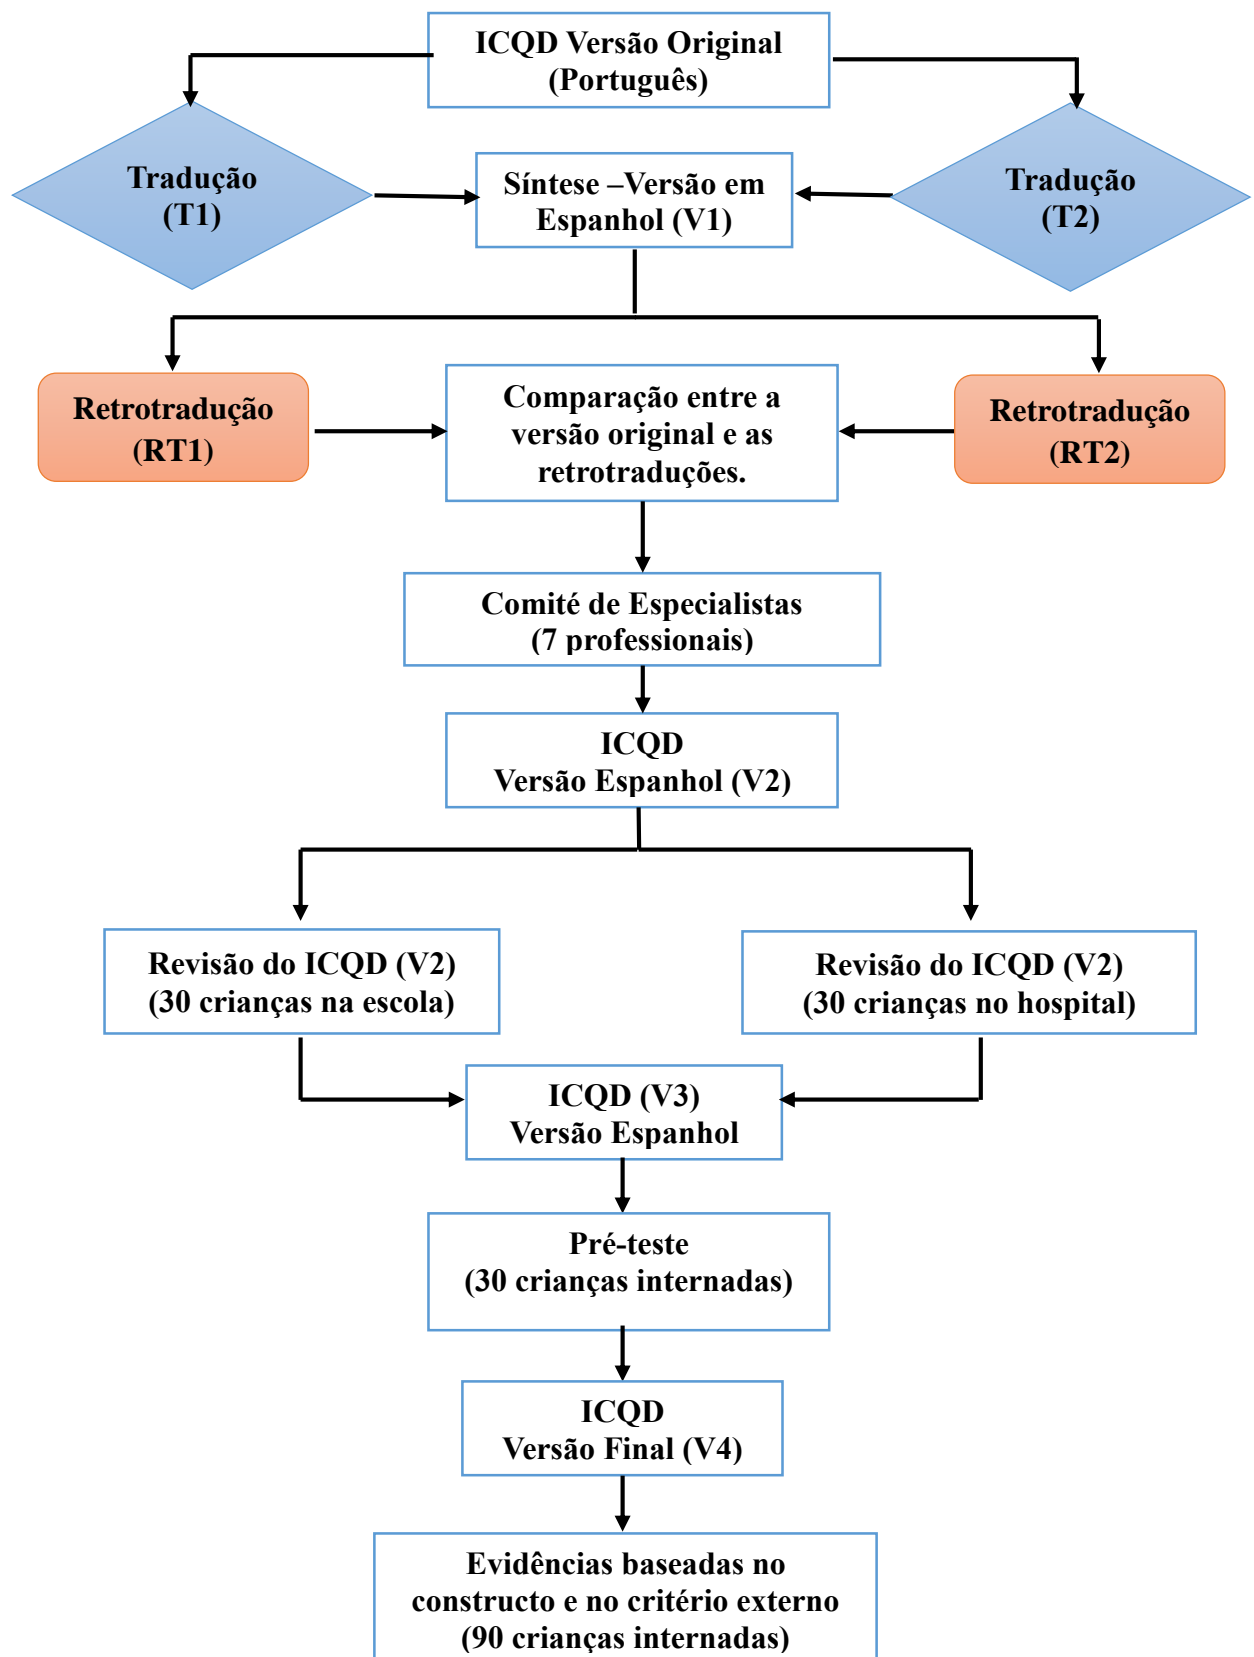 ICQD Versão Original
(Português)
Tradução
(T1)
Síntese –Versão em
Espanhol (V1)
Tradução
(T2)
Retrotradução
(RT1)
Comparação entre a
versão original e as
retrotraduções.
Retrotradução
(RT2)
Comité de Especialistas
(7 professionais)
ICQD
Versão Espanhol (V2)
Revisão do ICQD (V2)
(30 crianças na escola)
Revisão do ICQD (V2)
(30 crianças no hospital)
ICQD (V3)
Versão Espanhol
Pré-teste
(30 crianças internadas)
ICQD
Versão Final (V4)
Evidências baseadas no
constructo e no critério externo
(90 crianças internadas)